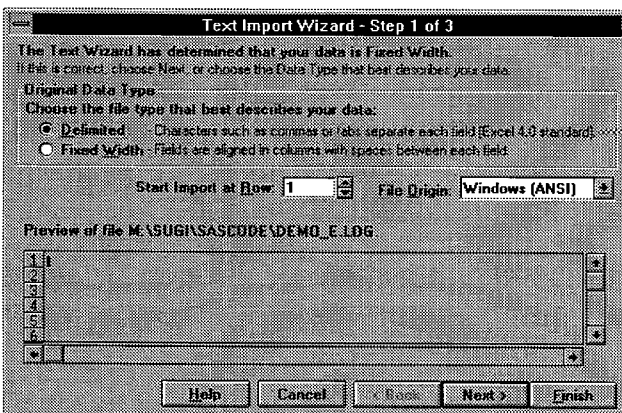 Text Import Wizard - Step 1 of 3
The Text Wizard has determined that your data is Fixed Width.
If this is correct, choose Next, or choose the Data Type that best describes your data.
Original Data Type
Choose the file type that best describes your data:
Delimited - Characters such as commas or tabs separate each field (Excel 4.0 standard).
Fixed Width - Fields are aligned in columns with spaces between each field.
Start Import at Row: 1 File Origin: Windows (ANSI)
Preview of file M:\SUGI\SASCODE\DEMO_E.LOG
1
2
3
4
5
6
Help Cancel < Back Next > Finish